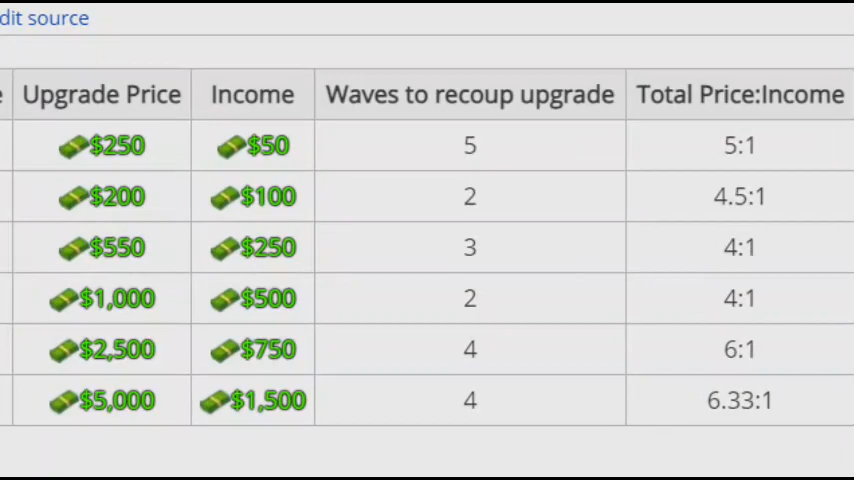 dit source
e Upgrade Price Income Waves to recoup upgrade Total Price:Income
$250 $50 5 5:1
$200 $100 2 4.5:1
$550 $250 3 4:1
$1,000 $500 2 4:1
$2,500 $750 4 6:1
$5,000 $1,500 4 6.33:1